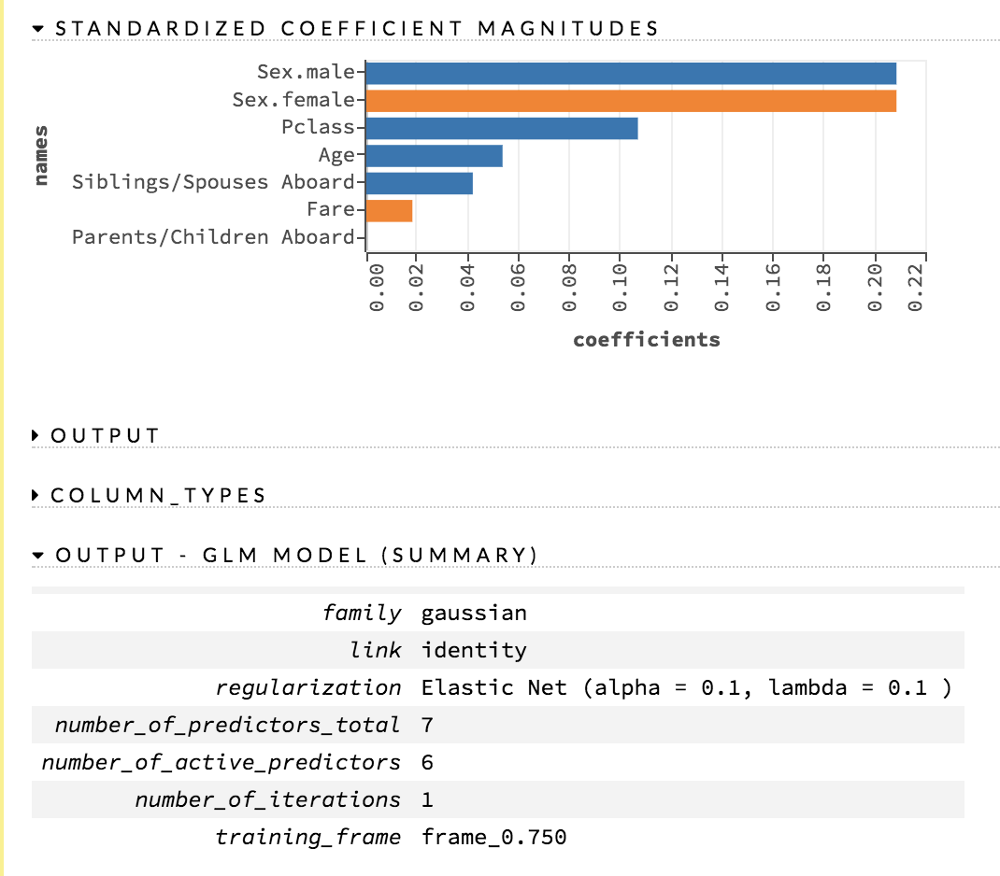 STANDARDIZED COEFFICIENT MAGNITUDES
names
Sex.male
Sex.female
Pclass
Age
Siblings/Spouses Aboard
Fare
Parents/Children Aboard
0.00 0.02 0.04 0.06 0.08 0.10 0.12 0.14 0.16 0.18 0.20 0.22
coefficients
OUTPUT
COLUMN_TYPES
OUTPUT - GLM MODEL (SUMMARY)
family gaussian
link identity
regularization Elastic Net (alpha = 0.1, lambda = 0.1 )
number_of_predictors_total 7
number_of_active_predictors 6
number_of_iterations 1
training_frame frame_0.750